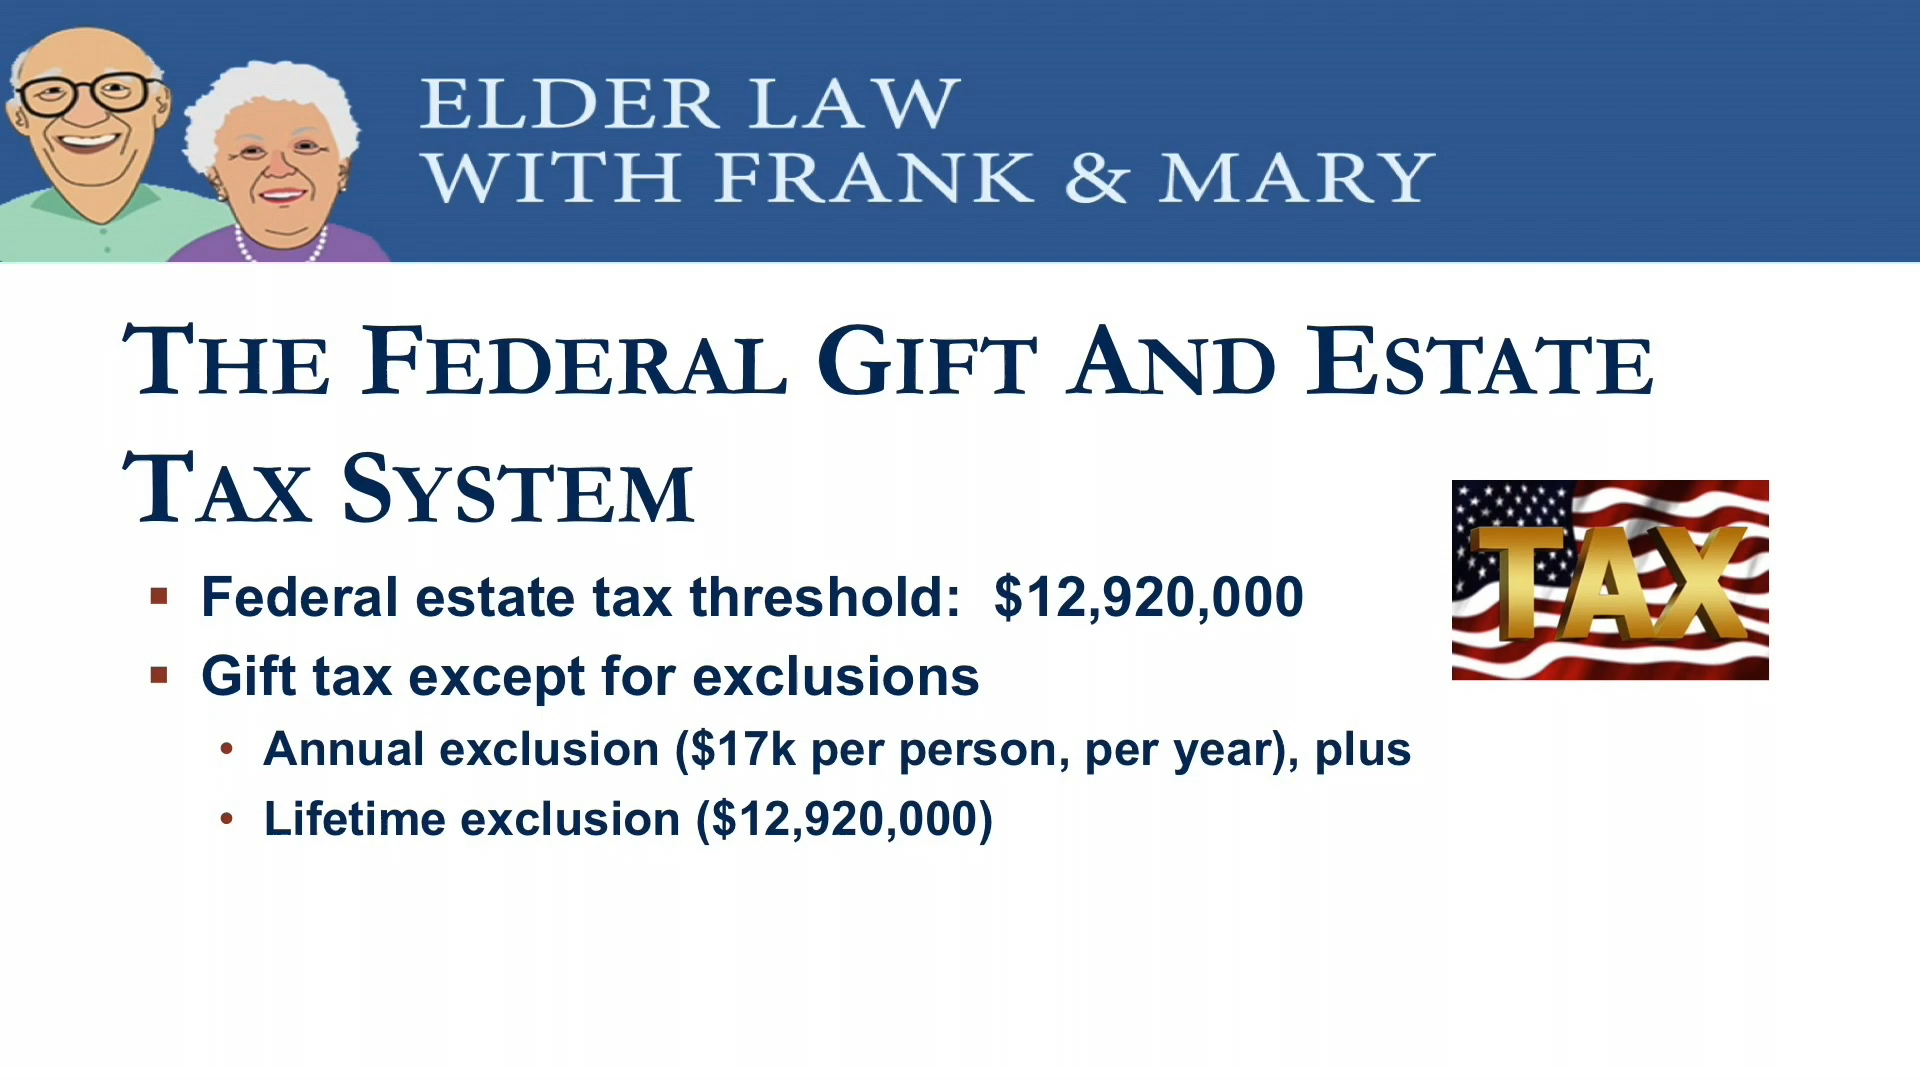 ELDER LAW
WITH FRANK & MARY
THE FEDERAL GIFT AND ESTATE
TAX SYSTEM
TAX
▪ Federal estate tax threshold:  $12,920,000
▪ Gift tax except for exclusions
• Annual exclusion ($17k per person, per year), plus
• Lifetime exclusion ($12,920,000)